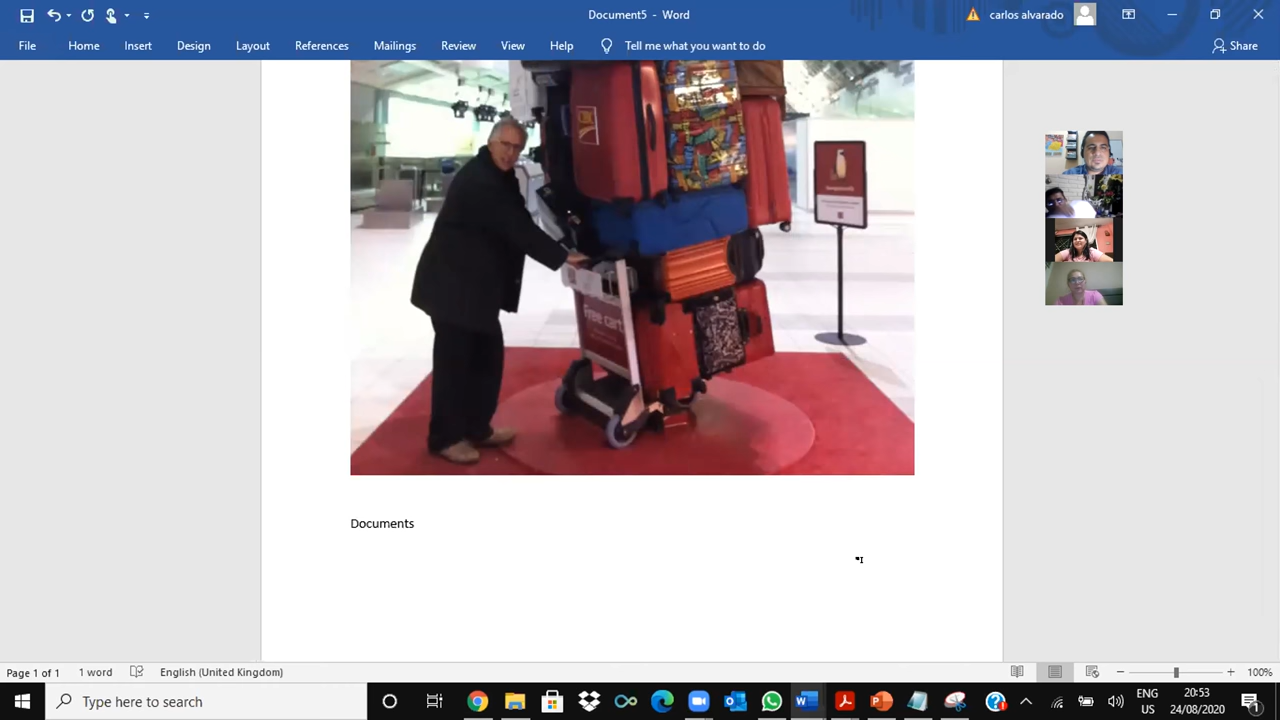 Document5 - Word
carlos alvarado
File
Home
Insert
Design
Layout
References
Mailings
Review
View
Help
Tell me what you want to do
Share
CIBC
Free cart
Documents
Page 1 of 1
1 word
English (United Kingdom)
100%
Type here to search
ENG
US
20:53
24/08/2020
1